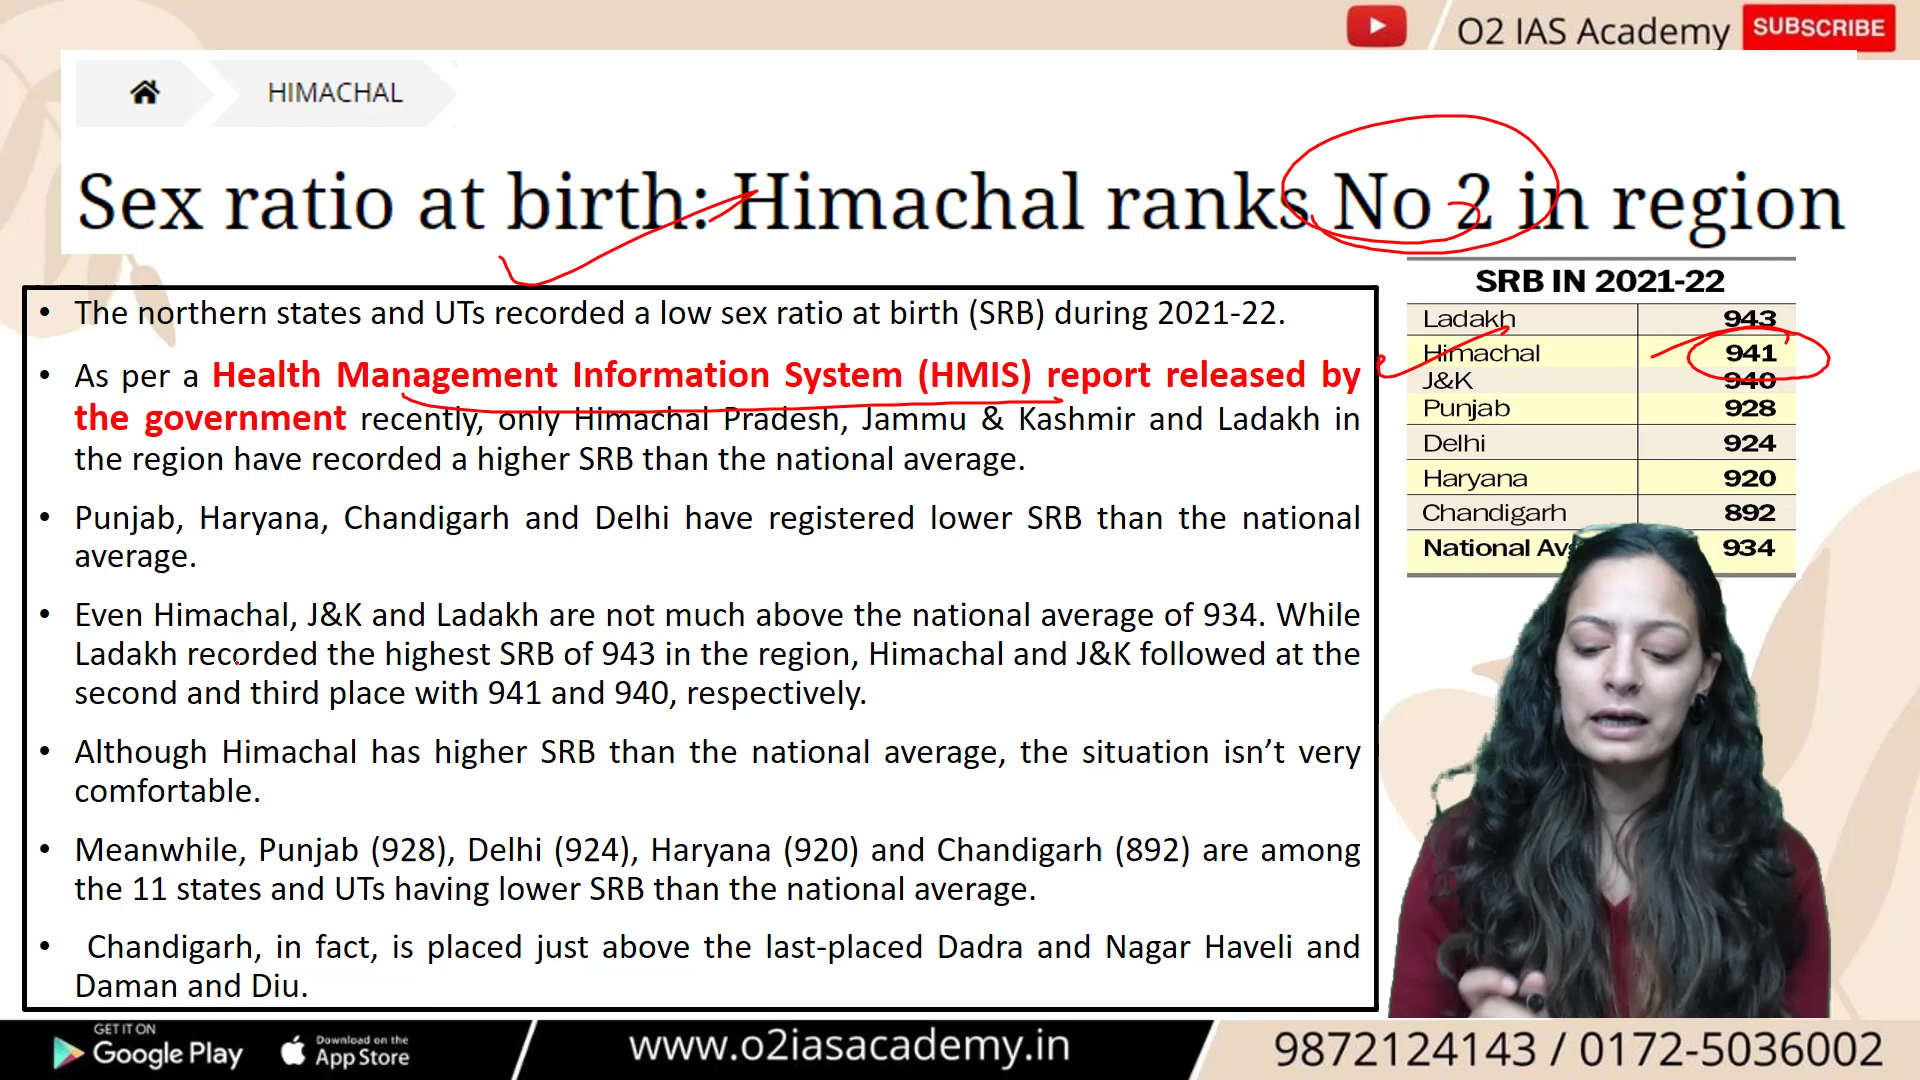 O2 IAS Academy
SUBSCRIBE
HIMACHAL
Sex ratio at birth: Himachal ranks No 2 in region
• The northern states and UTs recorded a low sex ratio at birth (SRB) during 2021-22.
• As per a Health Management Information System (HMIS) report released by
the government recently, only Himachal Pradesh, Jammu & Kashmir and Ladakh in
the region have recorded a higher SRB than the national average.
• Punjab, Haryana, Chandigarh and Delhi have registered lower SRB than the national
average.
• Even Himachal, J&K and Ladakh are not much above the national average of 934. While
Ladakh recorded the highest SRB of 943 in the region, Himachal and J&K followed at the
second and third place with 941 and 940, respectively.
• Although Himachal has higher SRB than the national average, the situation isn’t very
comfortable.
• Meanwhile, Punjab (928), Delhi (924), Haryana (920) and Chandigarh (892) are among
the 11 states and UTs having lower SRB than the national average.
• Chandigarh, in fact, is placed just above the last-placed Dadra and Nagar Haveli and
Daman and Diu.
SRB IN 2021-22
Ladakh 943
Himachal 941
J&K 940
Punjab 928
Delhi 924
Haryana 920
Chandigarh 892
National 934
GET IT ON
Google Play
Download on the
App Store
www.o2iasacademy.in
9872124143 / 0172-5036002